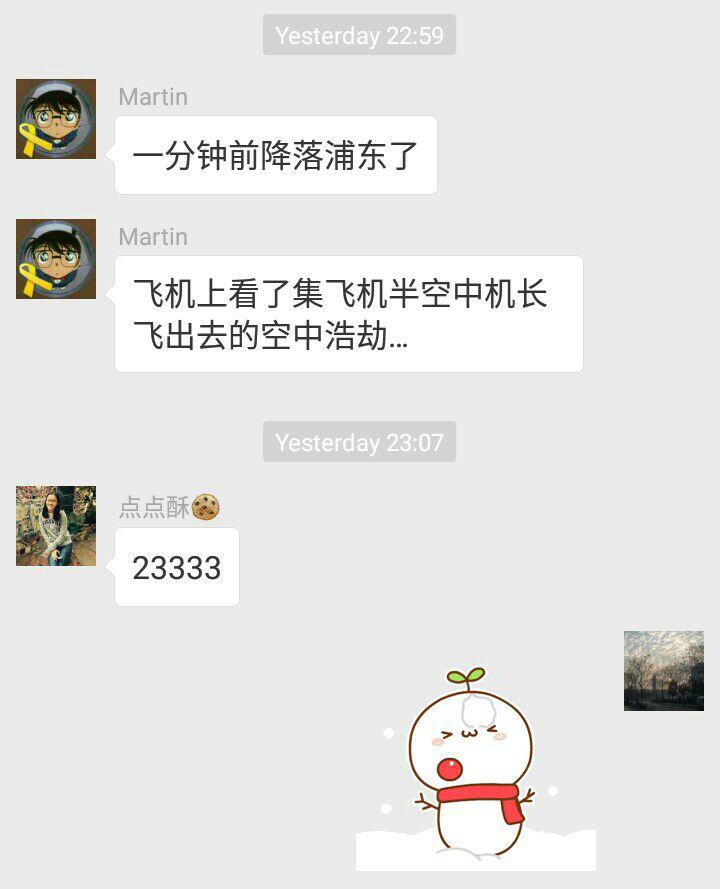 Yesterday 22:59
Martin
一分钟前降落浦东了
Martin
飞机上看了集飞机半空中机长
飞出去的空中浩劫...
Yesterday 23:07
点点酥🍪
23333